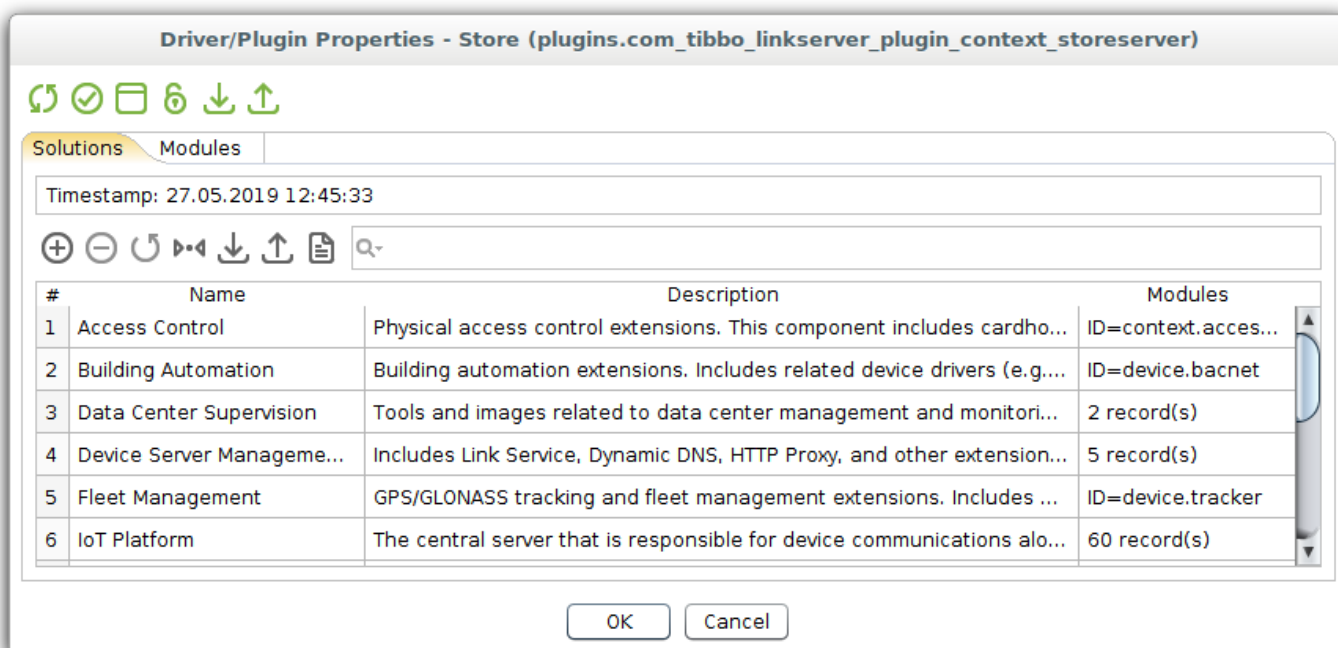 Driver/Plugin Properties - Store (plugins.com_tibbo_linkserver_plugin_context_storeserver)
Solutions Modules
Timestamp: 27.05.2019 12:45:33
# Name Description Modules
1 Access Control Physical access control extensions. This component includes cardho... ID=context.acces...
2 Building Automation Building automation extensions. Includes related device drivers (e.g.... ID=device.bacnet
3 Data Center Supervision Tools and images related to data center management and monitori... 2 record(s)
4 Device Server Manageme... Includes Link Service, Dynamic DNS, HTTP Proxy, and other extension... 5 record(s)
5 Fleet Management GPS/GLONASS tracking and fleet management extensions. Includes ... ID=device.tracker
6 IoT Platform The central server that is responsible for device communications alo... 60 record(s)
OK Cancel